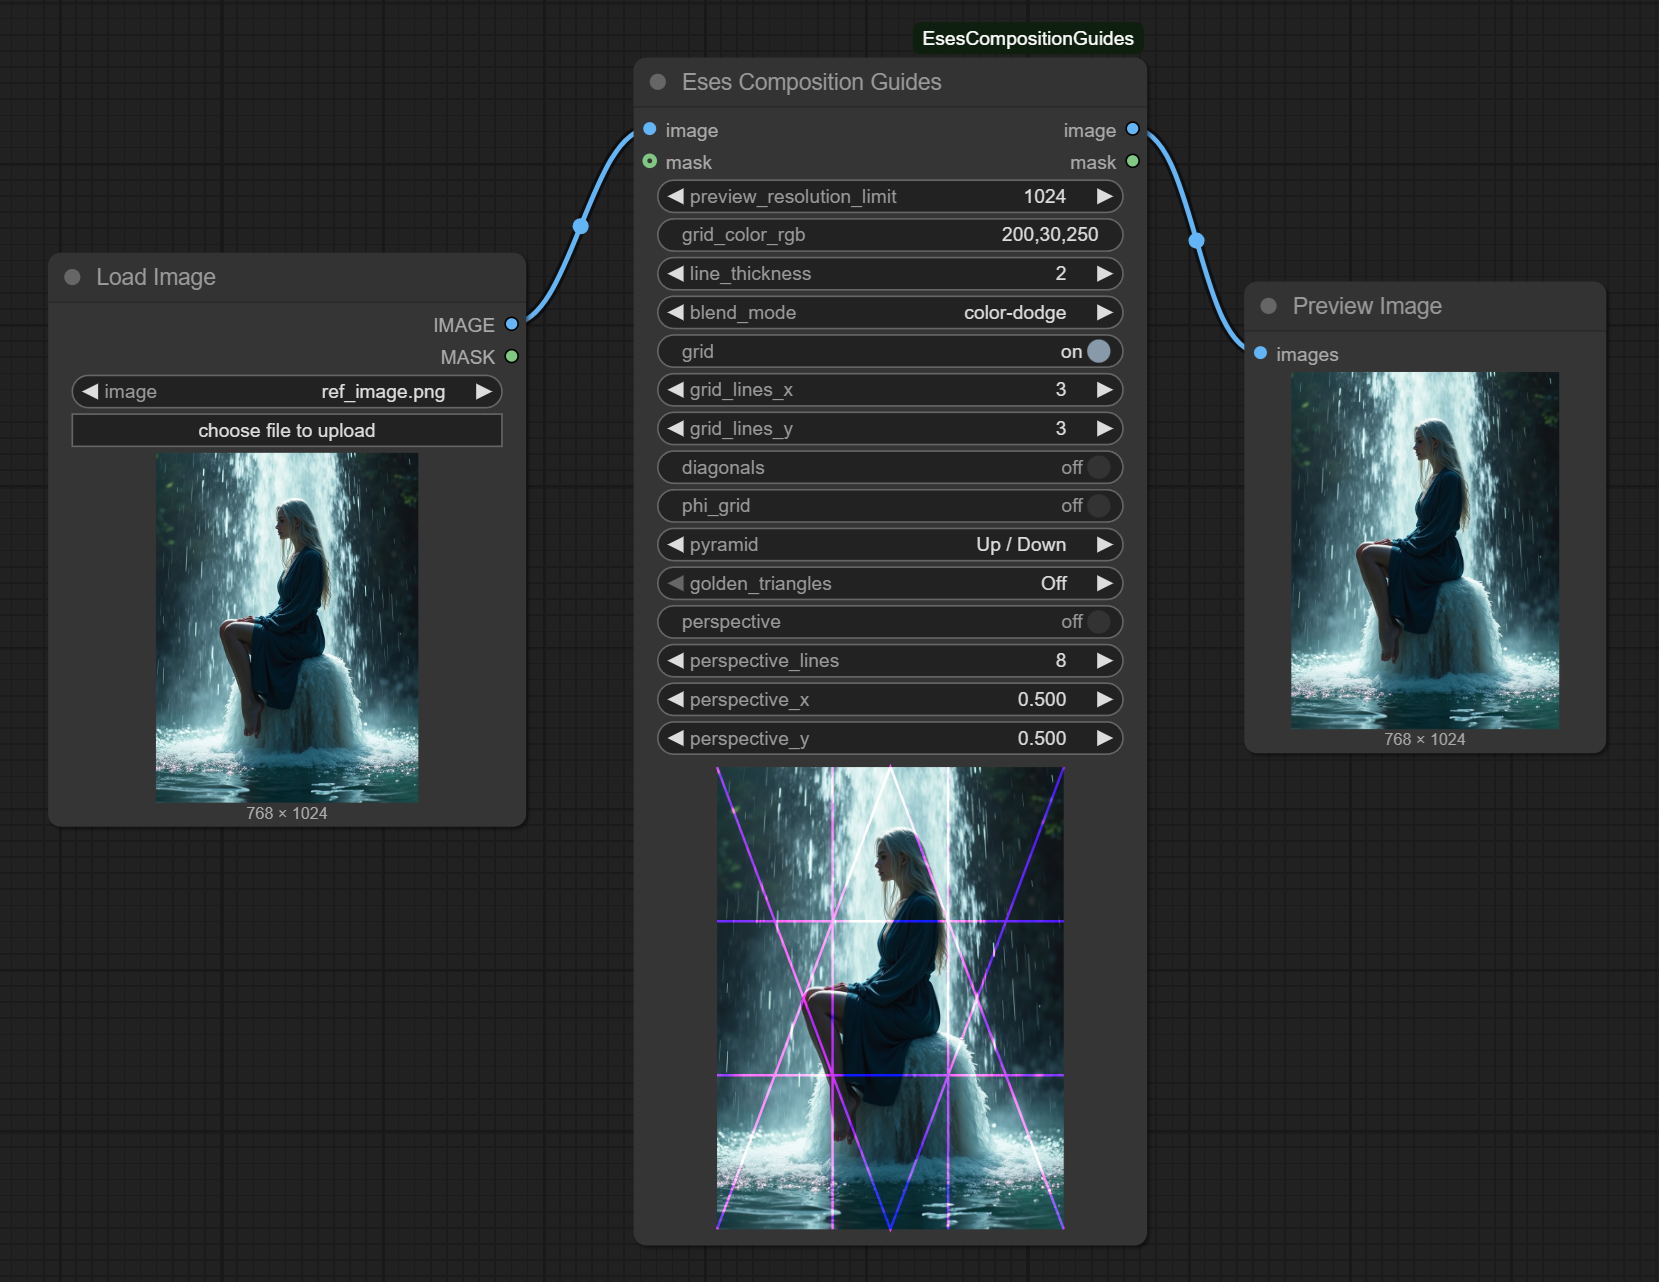 EsesCompositionGuides
Eses Composition Guides
image image
mask mask
preview_resolution_limit 1024
grid_color_rgb 200,30,250
line_thickness 2
blend_mode color-dodge
grid on
grid_lines_x 3
grid_lines_y 3
diagonals off
phi_grid off
pyramid Up / Down
golden_triangles Off
perspective off
perspective_lines 8
perspective_x 0.500
perspective_y 0.500
Load Image
IMAGE
MASK
image ref_image.png
choose file to upload
768 × 1024
Preview Image
images
768 × 1024